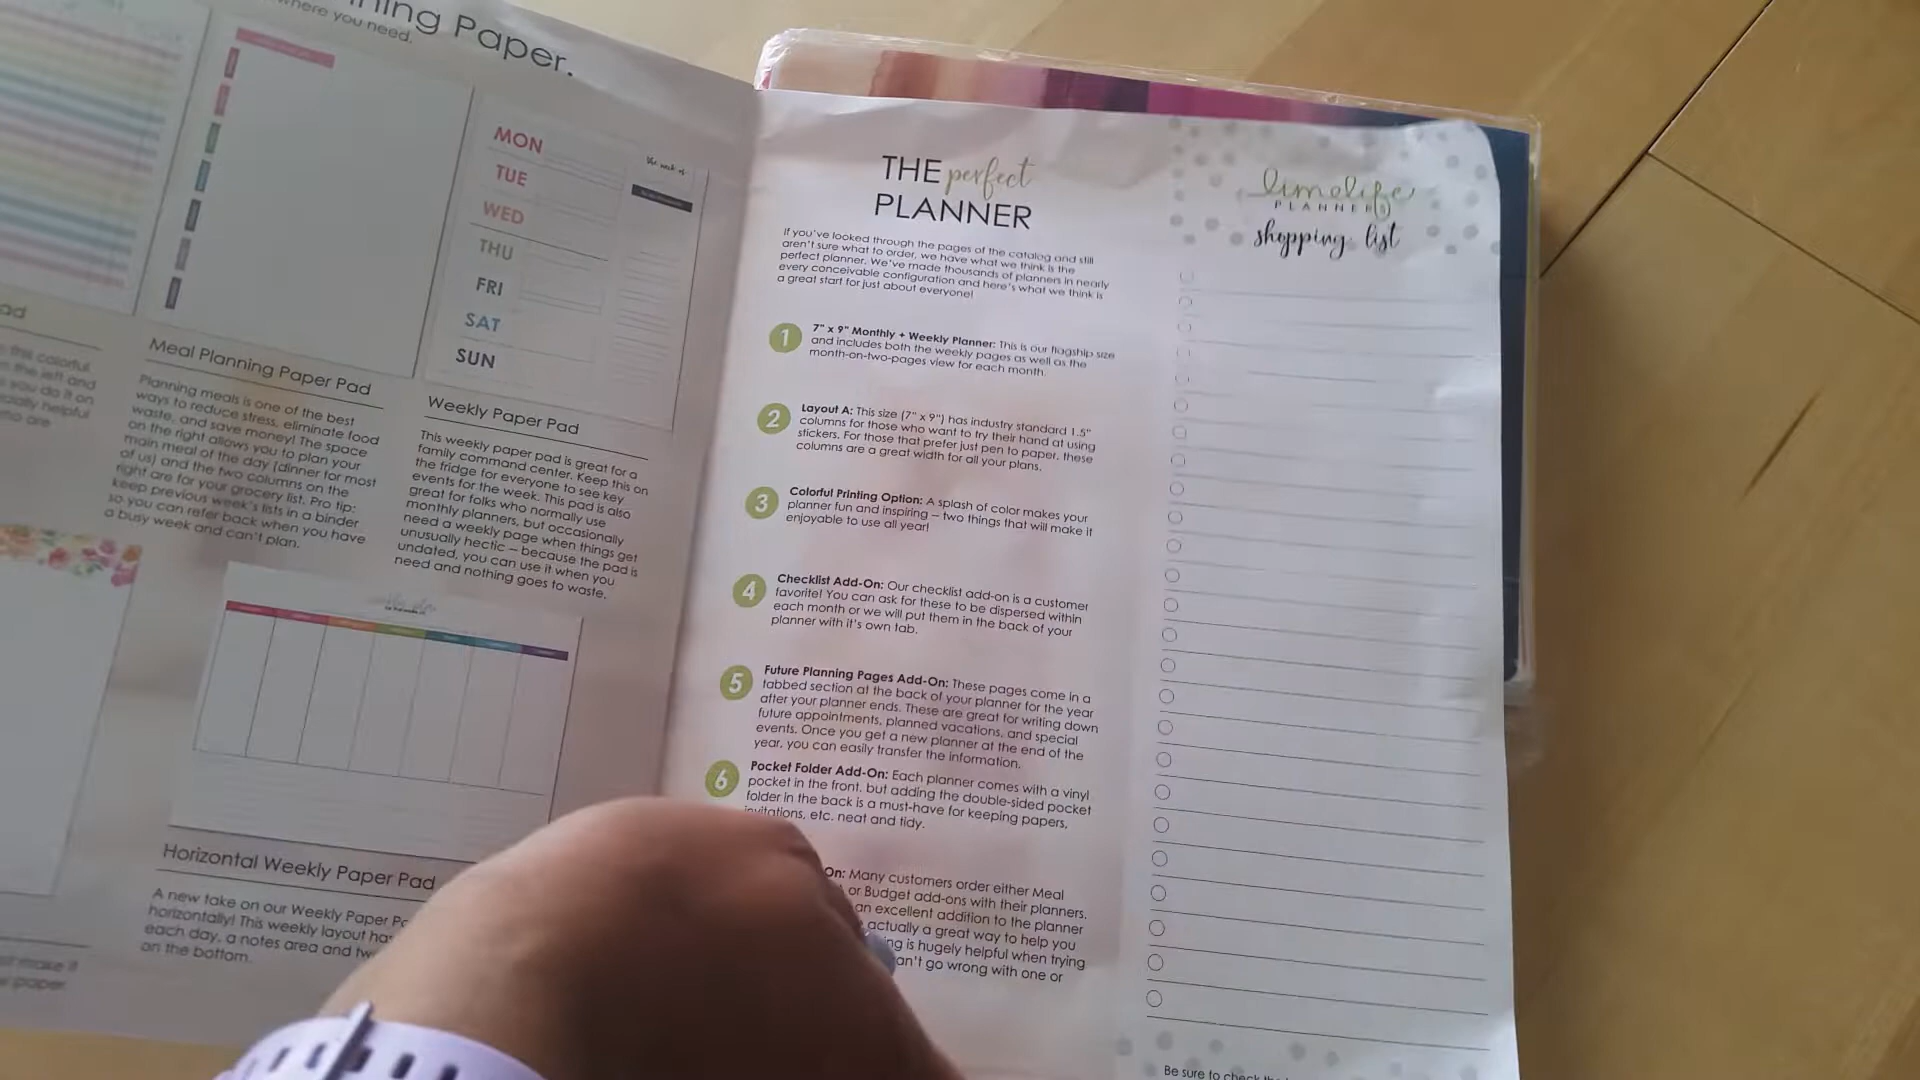 ning Paper.
where you need.
MON
TUE
WED
THU
FRI
SAT
SUN
The week of
Meal Planning Paper Pad
Planning meals is one of the best
ways to reduce stress, eliminate food
waste, and save money! The space
on the right allows you to plan your
main meal of the day (dinner for most
of us) and the two columns on the
right are for your grocery list. Pro tip:
keep previous week's lists in a binder
so you can refer back when you have
a busy week and can't plan.
Weekly Paper Pad
This weekly paper pad is great for a
family command center. Keep this on
the fridge for everyone to see key
events for the week. This pad is also
great for folks who normally use
monthly planners, but occasionally
need a weekly page when things get
unusually hectic – because the pad is
undated, you can use it when you
need and nothing goes to waste.
Horizontal Weekly Paper Pad
A new take on our Weekly Paper
horizontally! This weekly layout
each day, a notes area and
on the bottom.
THE perfect
PLANNER
If you've looked through the pages of the catalog and still
aren't sure what to order, we have what we think is the
perfect planner. We've made thousands of planners in nearly
every conceivable configuration and here's what we think is
a great start for just about everyone!
1 7" x 9" Monthly + Weekly Planner: This is our flagship size
and includes both the weekly pages as well as the
month-on-two-pages view for each month.
2 Layout A: This size (7" x 9") has industry standard 1.5"
columns for those who want to try their hand at using
stickers. For those that prefer just pen to paper, these
columns are a great width for all your plans.
3 Colorful Printing Option: A splash of color makes your
planner fun and inspiring – two things that will make it
enjoyable to use all year!
4 Checklist Add-On: Our checklist add-on is a customer
favorite! You can ask for these to be dispersed within
each month or we will put them in the back of your
planner with it's own tab.
5 Future Planning Pages Add-On: These pages come in a
tabbed section at the back of your planner for the year
after your planner ends. These are great for writing down
future appointments, planned vacations, and special
events. Once you get a new planner at the end of the
year, you can easily transfer the information.
6 Pocket Folder Add-On: Each planner comes with a vinyl
pocket in the front, but adding the double-sided pocket
folder in the back is a must-have for keeping papers,
invitations, etc. neat and tidy.
On: Many customers order either Meal
or Budget add-ons with their planners.
an excellent addition to the planner
actually a great way to help you
ing is hugely helpful when trying
an't go wrong with one or
limelife
PLANNERS
shopping list
Be sure to check the